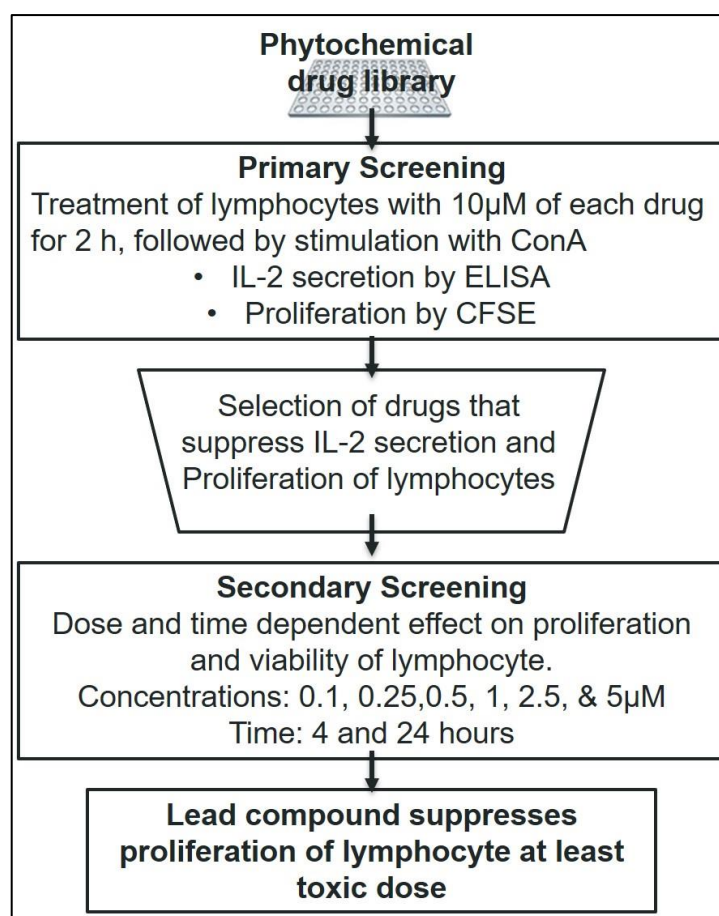 Phytochemical
drug library
Primary Screening
Treatment of lymphocytes with 10µM of each drug
for 2 h, followed by stimulation with ConA
• IL-2 secretion by ELISA
• Proliferation by CFSE
Selection of drugs that
suppress IL-2 secretion and
Proliferation of lymphocytes
Secondary Screening
Dose and time dependent effect on proliferation
and viability of lymphocyte.
Concentrations: 0.1, 0.25,0.5, 1, 2.5, & 5µM
Time: 4 and 24 hours
Lead compound suppresses
proliferation of lymphocyte at least
toxic dose